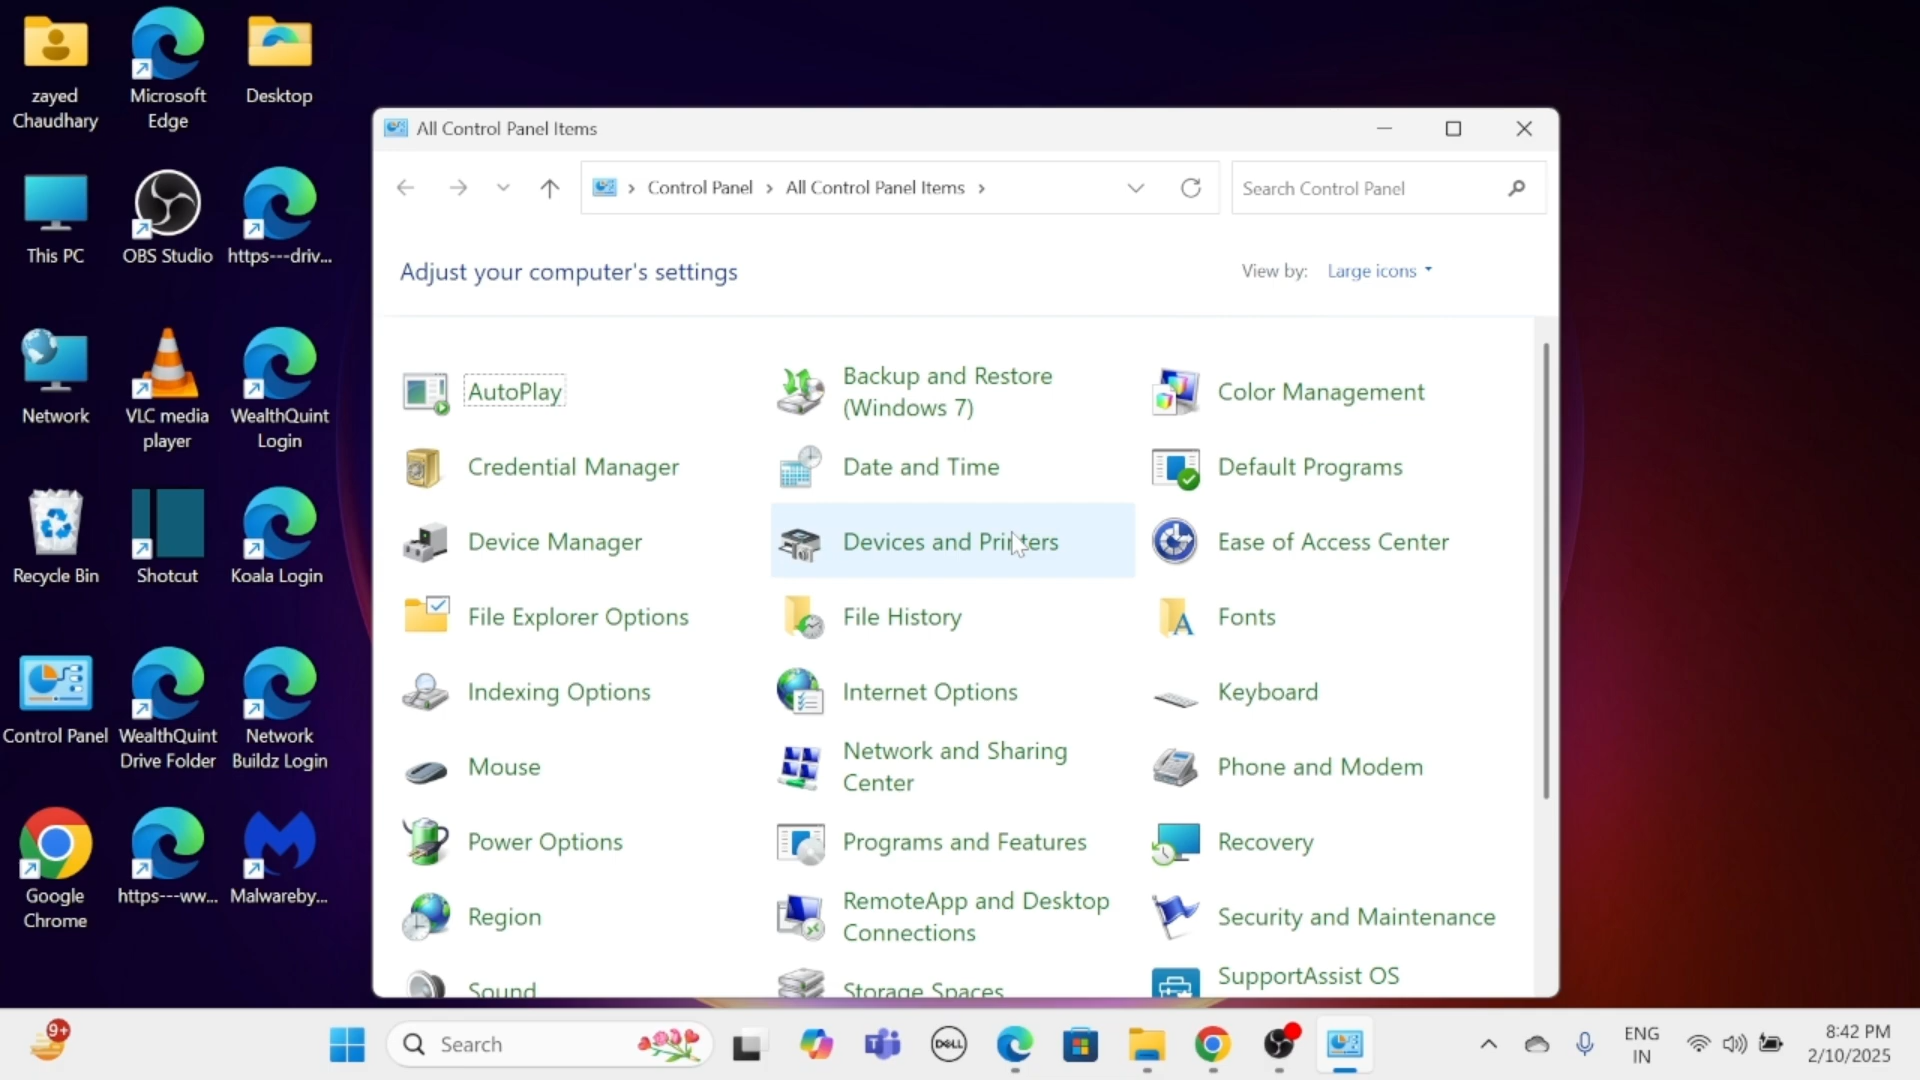 zayed
Chaudhary
Microsoft
Edge
Desktop
This PC
OBS Studio
https---driv...
Network
VLC media
player
WealthQuint
Login
Recycle Bin
Shotcut
Koala Login
Control Panel
WealthQuint
Drive Folder
Network
Buildz Login
Google
Chrome
https---ww...
Malwareby...
All Control Panel Items
Control Panel
All Control Panel Items
Search Control Panel
Adjust your computer's settings
View by:
Large icons
AutoPlay
Backup and Restore
(Windows 7)
Color Management
Credential Manager
Date and Time
Default Programs
Device Manager
Devices and Printers
Ease of Access Center
File Explorer Options
File History
Fonts
Indexing Options
Internet Options
Keyboard
Mouse
Network and Sharing
Center
Phone and Modem
Power Options
Programs and Features
Recovery
Region
RemoteApp and Desktop
Connections
Security and Maintenance
Sound
Storage Spaces
SupportAssist OS
9+
Search
DELL
ENG
IN
8:42 PM
2/10/2025